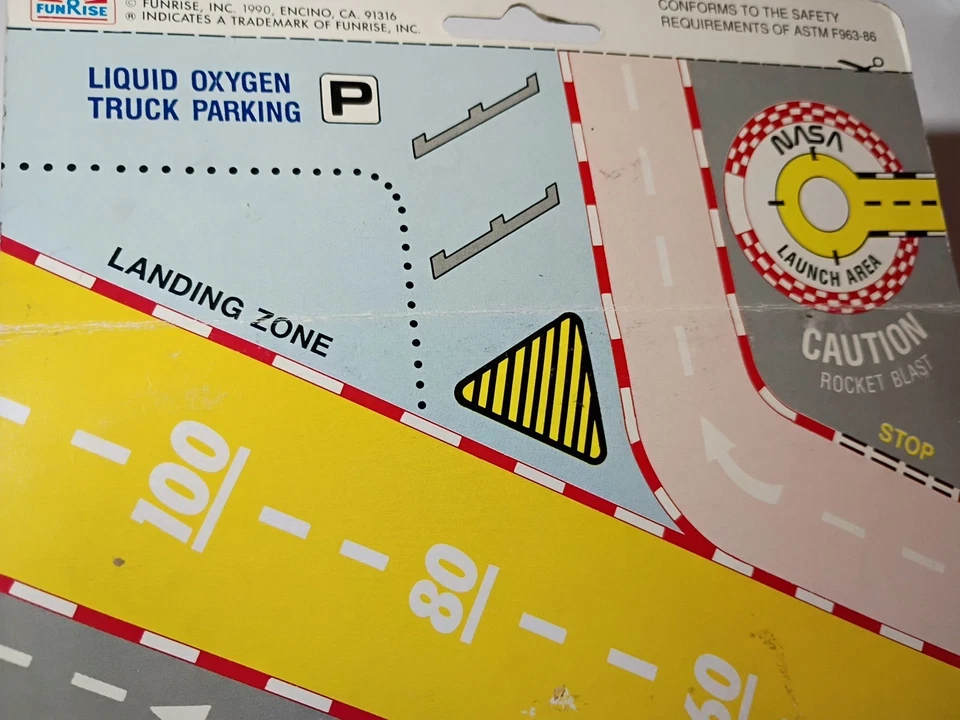 FUNRISE
© FUNRISE, INC. 1990, ENCINO, CA. 91316
® INDICATES A TRADEMARK OF FUNRISE, INC.
CONFORMS TO THE SAFETY
REQUIREMENTS OF ASTM F963-86
LIQUID OXYGEN
TRUCK PARKING
P
NASA
LAUNCH AREA
CAUTION
ROCKET BLAST
STOP
LANDING ZONE
100
80
60